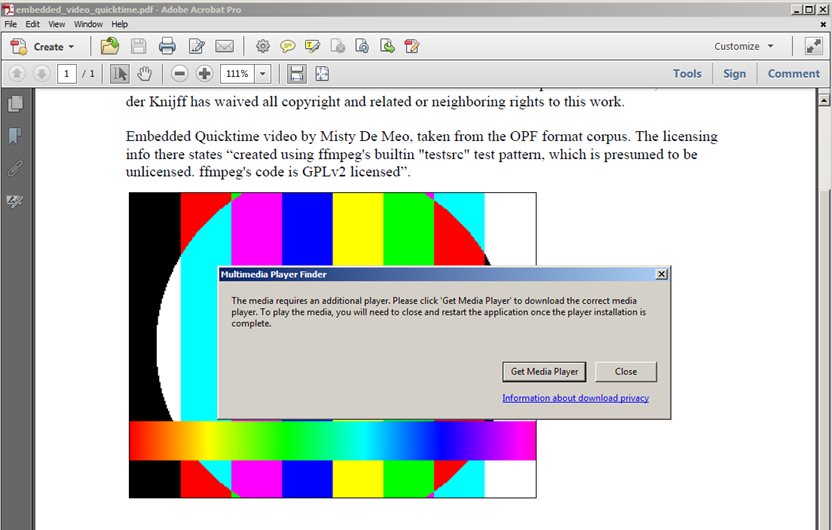 embedded_video_quicktime.pdf - Adobe Acrobat Pro
File Edit View Window Help
Create Customize
1 / 1 111% Tools Sign Comment
der Knijff has waived all copyright and related or neighboring rights to this work.
Embedded Quicktime video by Misty De Meo, taken from the OPF format corpus. The licensing
info there states “created using ffmpeg's builtin "testsrc" test pattern, which is presumed to be
unlicensed. ffmpeg's code is GPLv2 licensed”.
Multimedia Player Finder
The media requires an additional player. Please click 'Get Media Player' to download the correct media
player. To play the media, you will need to close and restart the application once the player installation is
complete.
Get Media Player Close
Information about download privacy